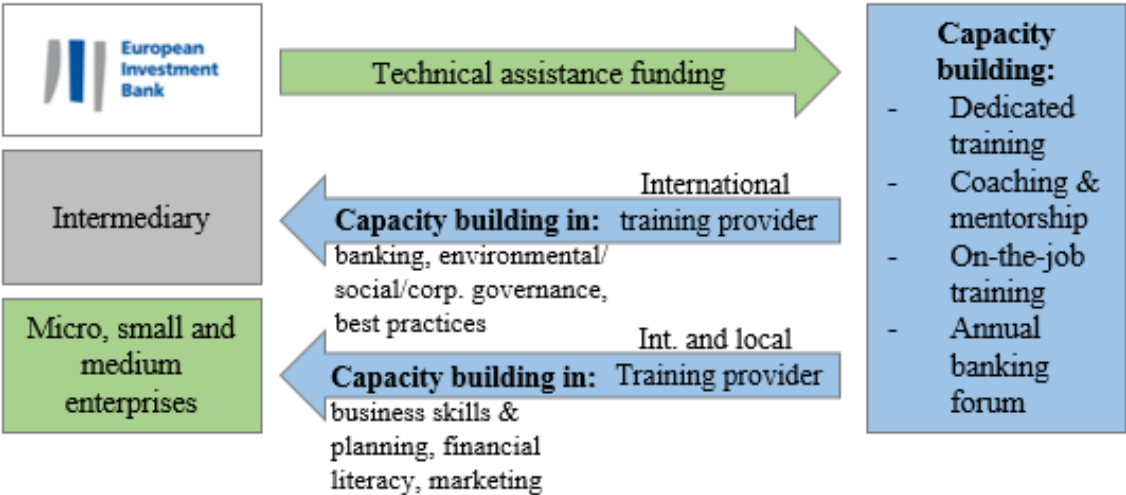 European
Investment
Bank
Technical assistance funding
Capacity
building:
- Dedicated
training
- Coaching &
mentorship
- On-the-job
training
- Annual
banking
forum
Intermediary
International
Capacity building in: training provider
banking, environmental/
social/corp. governance,
best practices
Micro, small and
medium
enterprises
Int. and local
Capacity building in: Training provider
business skills &
planning, financial
literacy, marketing